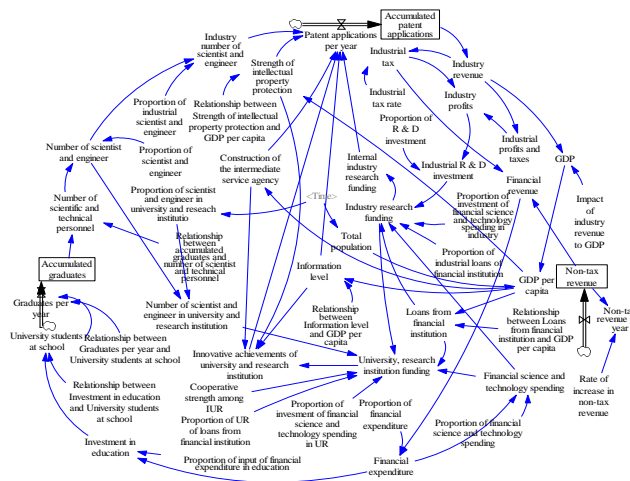 Accumulated
patent
applications
Patent applications
per year
Industry
number of
scientist and
engineer
Strength of
intellectual
property
protection
Industrial
tax
Industry
revenue
Industrial
tax rate
Industry
profits
Proportion of
industrial scientist
and engineer
Relationship between
Strength of intellectual
property protection and
GDP per capita
Proportion of
R & D
investment
Industrial
profits and
taxes
GDP
Number of scientist
and engineer
Proportion of
scientist and
engineer
Construction of
the intermediate
service agency
Internal
industry
research
funding
Industrial R & D
investment
Financial
revenue
Number of
scientific and
technical
personnel
Proportion of scientist
and engineer in
university and research
institutio
<Time>
Industry research
funding
Proportion of
investment of
financial science
and technology
spending in
industry
Impact
of
industry
revenue to
GDP
Relationship
between
accumulated
graduates and
number of scientist
and technical
personnel
Total
population
Proportion of
industrial loans of
financial institution
Accumulated
graduates
Information
level
GDP per
capita
Non-tax
revenue
Graduates per
year
Number of scientist
and engineer in university
and research
institution
Relationship
between
Information level
and GDP per
capita
Loans from
financial
institution
Relationship
between Loans
from financial
institution and GDP
per capita
Non-ta
revenue
year
University students
at school
Relationship between
Graduates per year and
University students at school
Innovative achievements of
university and research
institution
University, research
institution funding
Financial science and
technology spending
Rate of
increase in
non-tax
revenue
Relationship between
Investment in education
and University students
at school
Cooperative
strength among
IUR
Proportion of UR
of loans from
financial institution
Proportion of
invesment of
financial science and
technology spending
in UR
Proportion of
financial
expenditure
Proportion of financial
science and technology
spending
Investment in
education
Proportion of input of financial
expenditure in education
Financial
expenditure